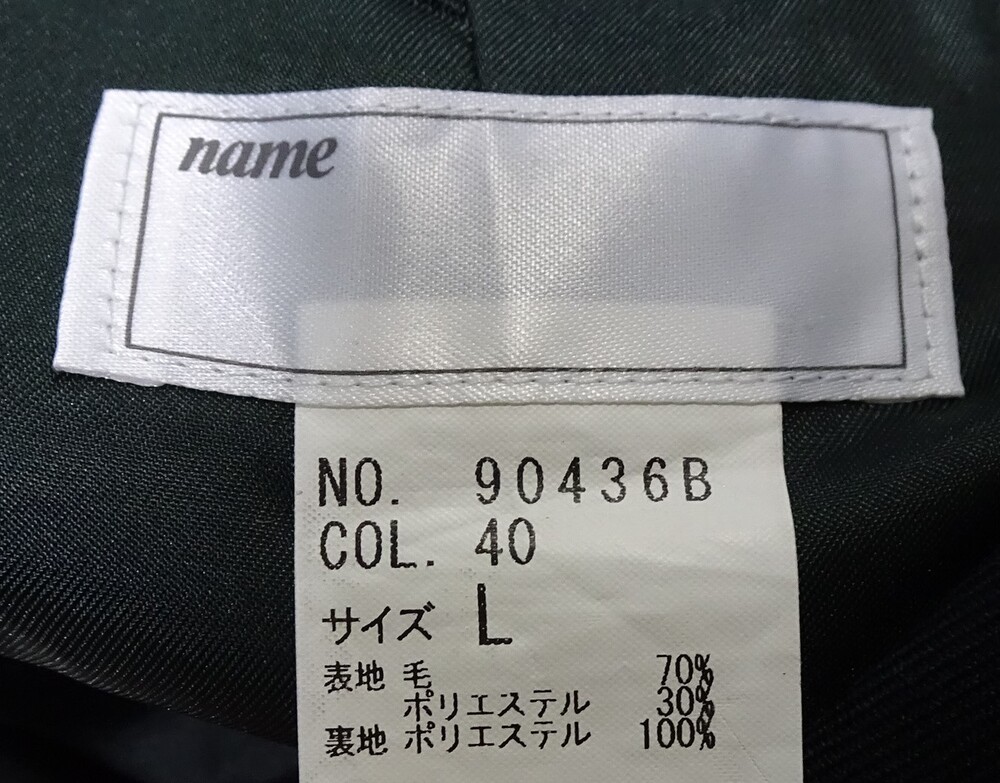 name
NO. 90436B
COL. 40
サイズ L
表地 毛 70%
ポリエステル 30%
裏地 ポリエステル 100%